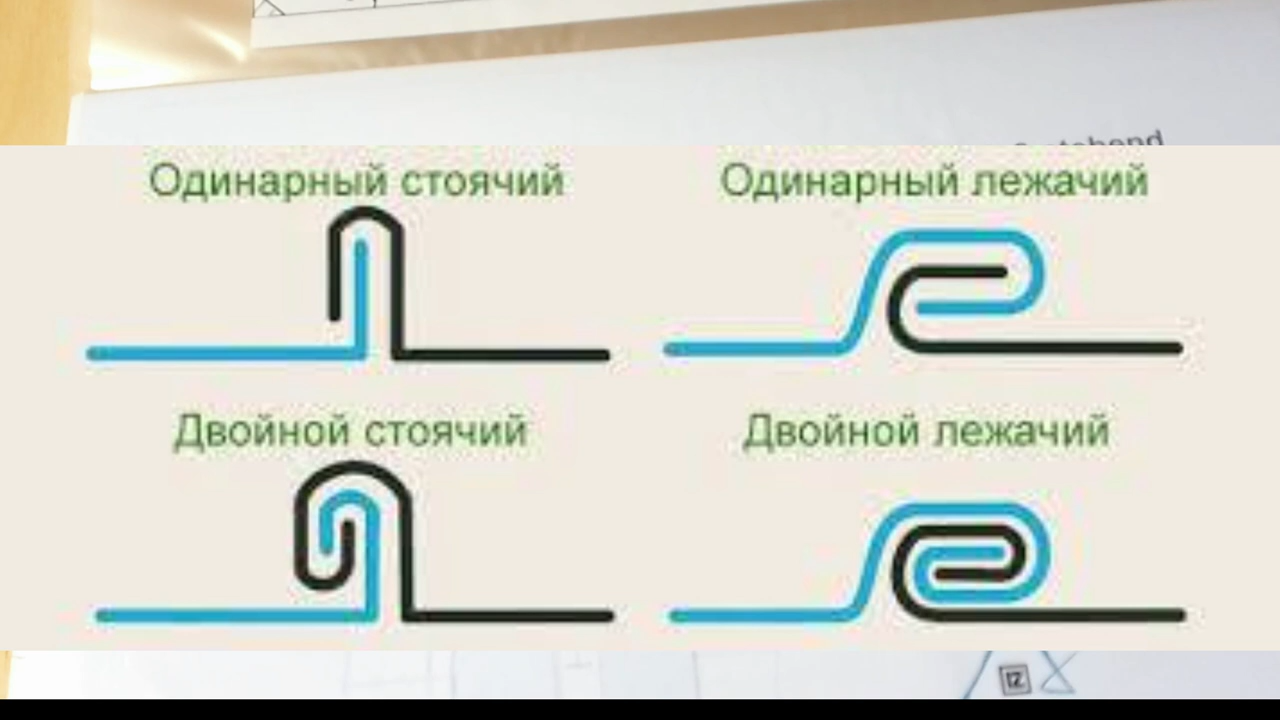 Одинарный стоячий
Одинарный лежачий
Двойной стоячий
Двойной лежачий